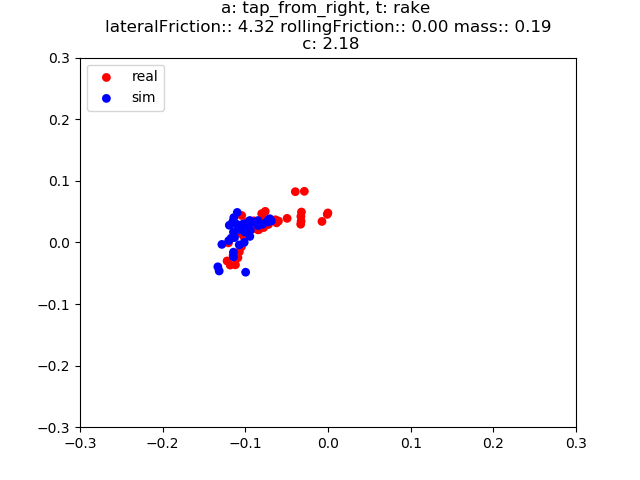 a: tap_from_right, t: rake
lateralFriction:: 4.32 rollingFriction:: 0.00 mass:: 0.19
c: 2.18
real
sim
0.3
0.2
0.1
0.0
−0.1
−0.2
−0.3
−0.3
−0.2
−0.1
0.0
0.1
0.2
0.3